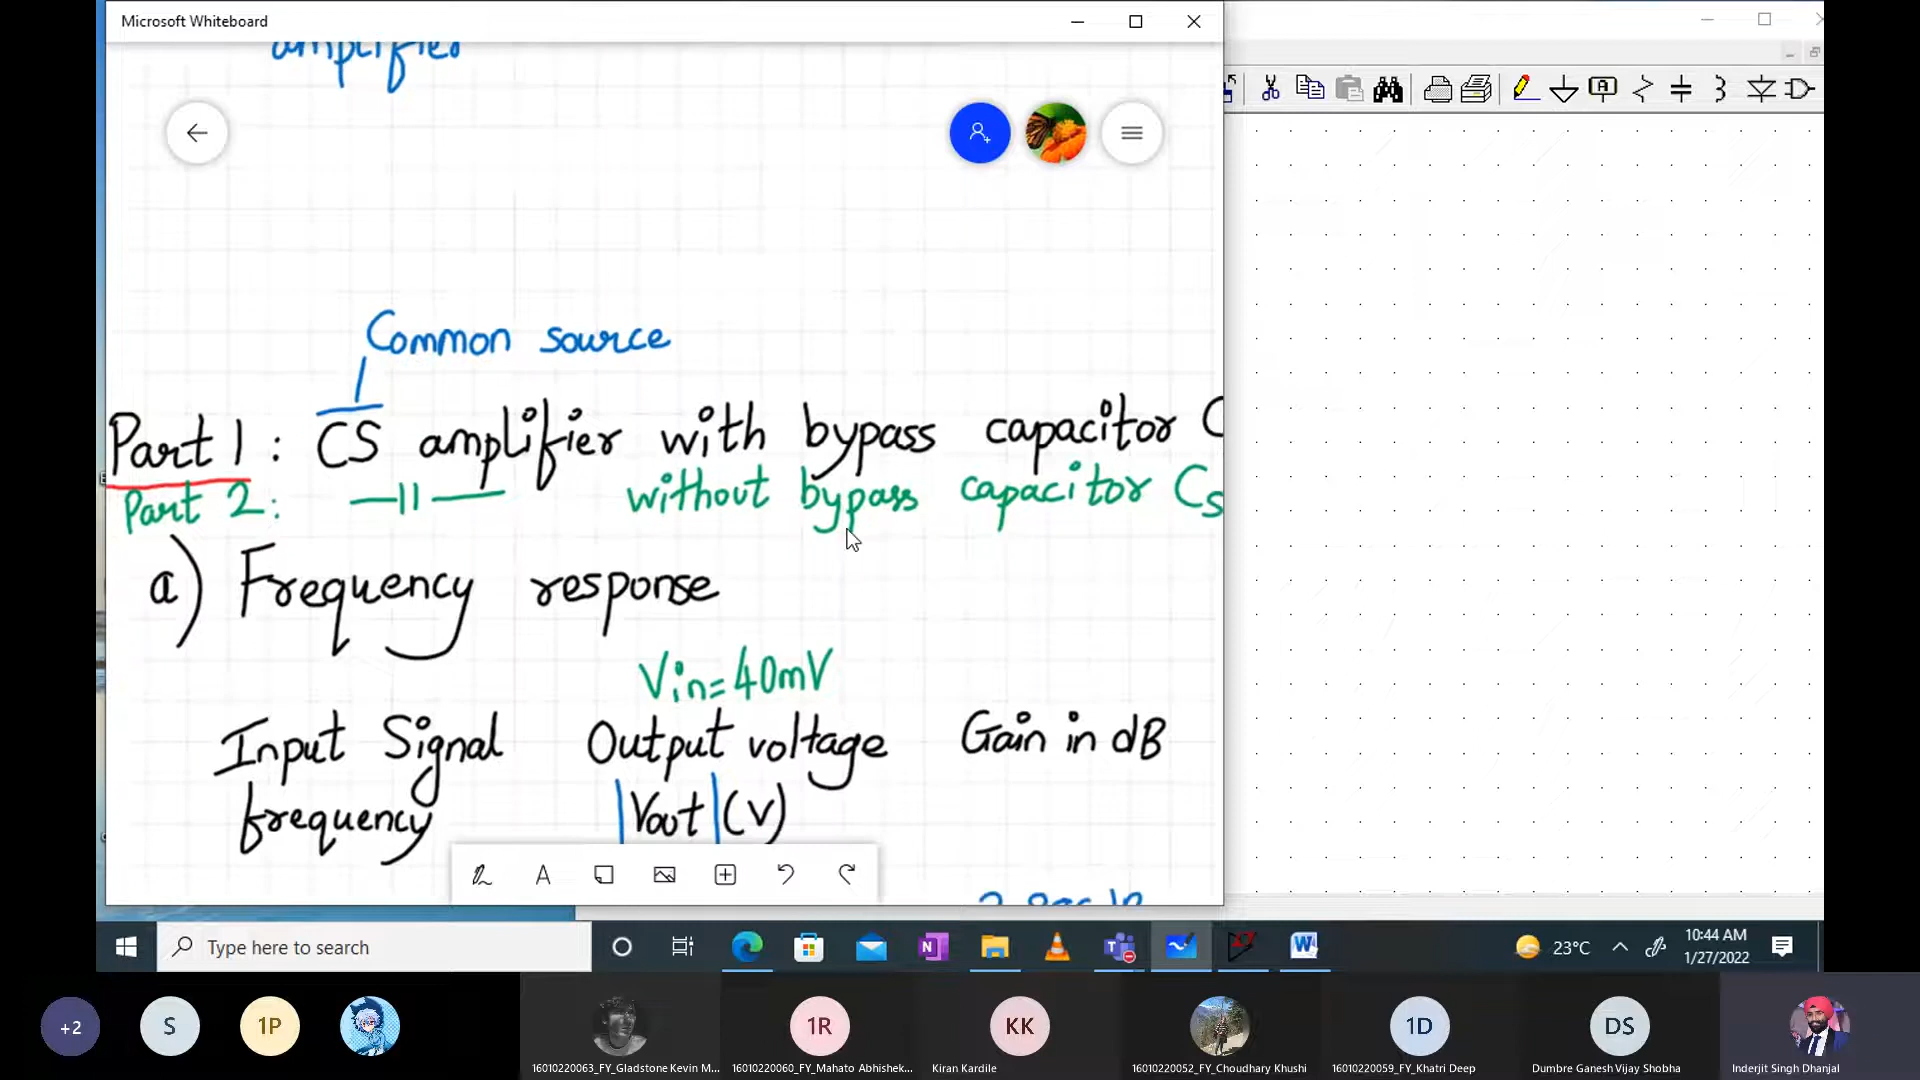 Microsoft Whiteboard
amplifier
Common source
Part 1 : CS amplifier with bypass capacitor C
Part 2 : —11— without bypass capacitor Cs
a) Frequency response
Vin = 40mV
Input Signal Output voltage Gain in dB
frequency |Vout| (V)
Type here to search
23°C
10:44 AM
1/27/2022
+2
S
1P
1R
KK
1D
DS
16010220063_FY_Gladstone Kevin M...
16010220060_FY_Mahato Abhishek...
Kiran Kardile
16010220052_FY_Choudhary Khushi
16010220059_FY_Khatri Deep
Dumbre Ganesh Vijay Shobha
Inderjit Singh Dhanjal